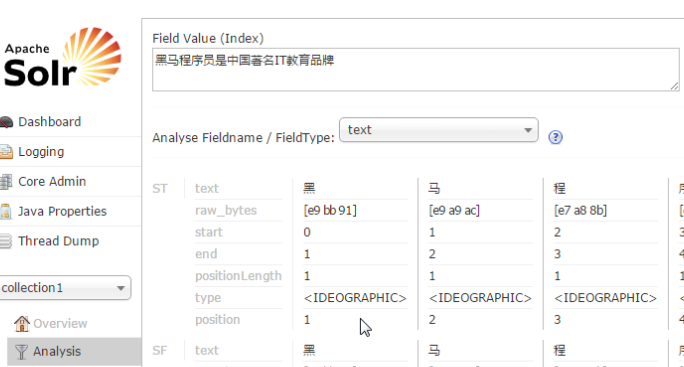 Apache
Solr
Dashboard
Logging
Core Admin
Java Properties
Thread Dump
collection1
Overview
Analysis
Field Value (Index)
黑马程序员是中国著名IT教育品牌
Analyse Fieldname / FieldType: text
ST text 黑 马 程
raw_bytes [e9 bb 91] [e9 a9 ac] [e7 a8 8b]
start 0 1 2 3
end 1 2 3 4
positionLength 1 1 1 1
type <IDEOGRAPHIC> <IDEOGRAPHIC> <IDEOGRAPHIC>
position 1 2 3 4
SF text 黑 马 程